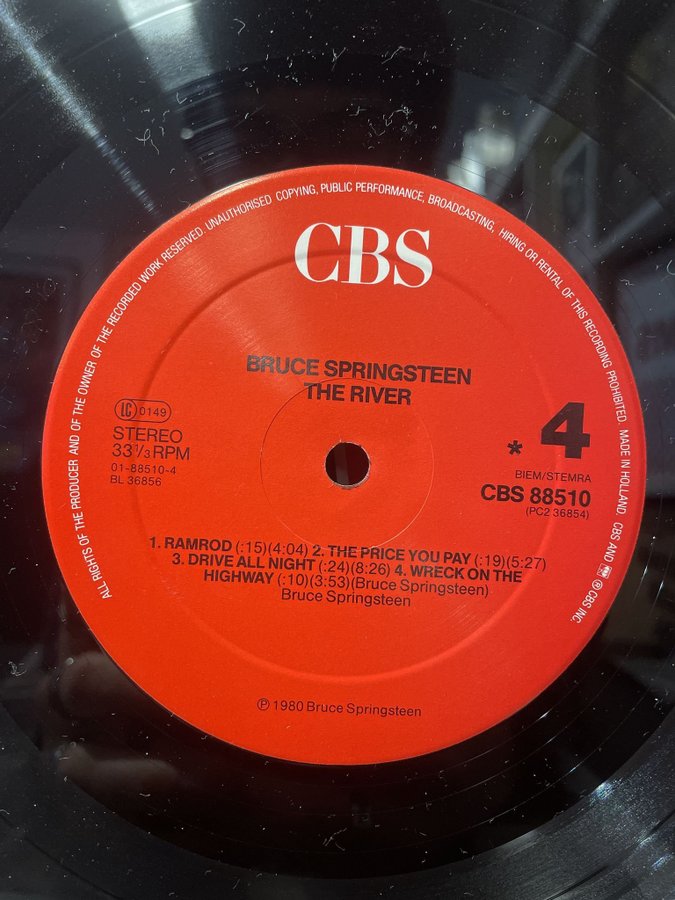 ALL RIGHTS OF THE PRODUCER AND OF THE OWNER OF THE RECORDED WORK RESERVED. UNAUTHORISED COPYING, PUBLIC PERFORMANCE, BROADCASTING, HIRING OR RENTAL OF THIS RECORDING PROHIBITED. MADE IN HOLLAND. CBS AND ® CBS INC.
CBS
BRUCE SPRINGSTEEN
THE RIVER
LC 0149
STEREO
33 1/3 RPM
01-88510-4
BL 36856
* 4
BIEM/STEMRA
CBS 88510
(PC2 36854)
1. RAMROD (:15)(4:04) 2. THE PRICE YOU PAY (:19)(5:27)
3. DRIVE ALL NIGHT (:24)(8:26) 4. WRECK ON THE
HIGHWAY (:10)(3:53)(Bruce Springsteen)
Bruce Springsteen
℗ 1980 Bruce Springsteen